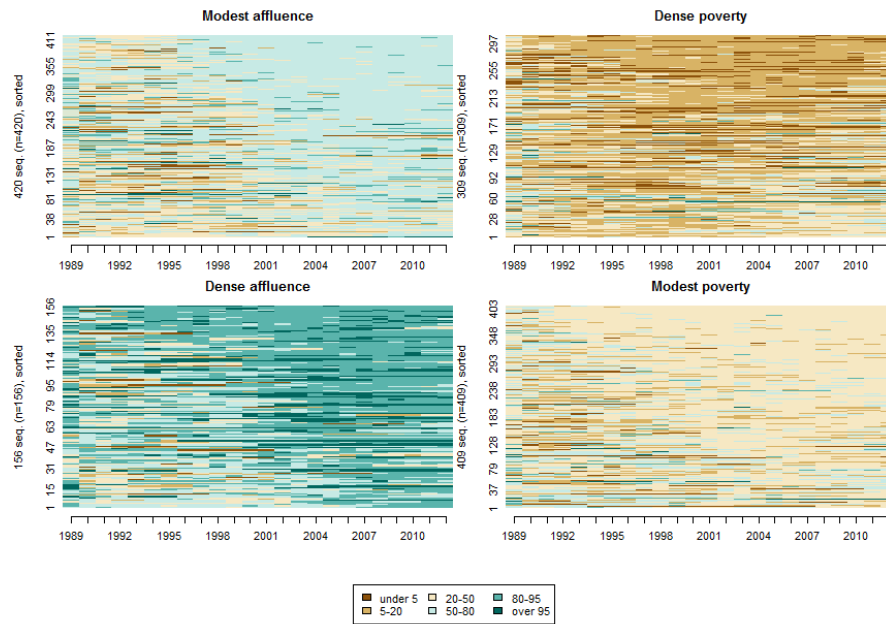 Modest affluence
420 seq. (n=420), sorted
1 38 81 131 187 243 299 355 411
1989 1992 1995 1998 2001 2004 2007 2010
Dense poverty
309 seq. (n=309), sorted
1 28 60 92 129 171 213 255 297
1989 1992 1995 1998 2001 2004 2007 2010
Dense affluence
156 seq. (n=156), sorted
1 15 31 47 63 79 95 114 135 156
1989 1992 1995 1998 2001 2004 2007 2010
Modest poverty
409 seq. (n=409), sorted
1 37 79 128 183 238 293 348 403
1989 1992 1995 1998 2001 2004 2007 2010
under 5 20-50 80-95
5-20 50-80 over 95